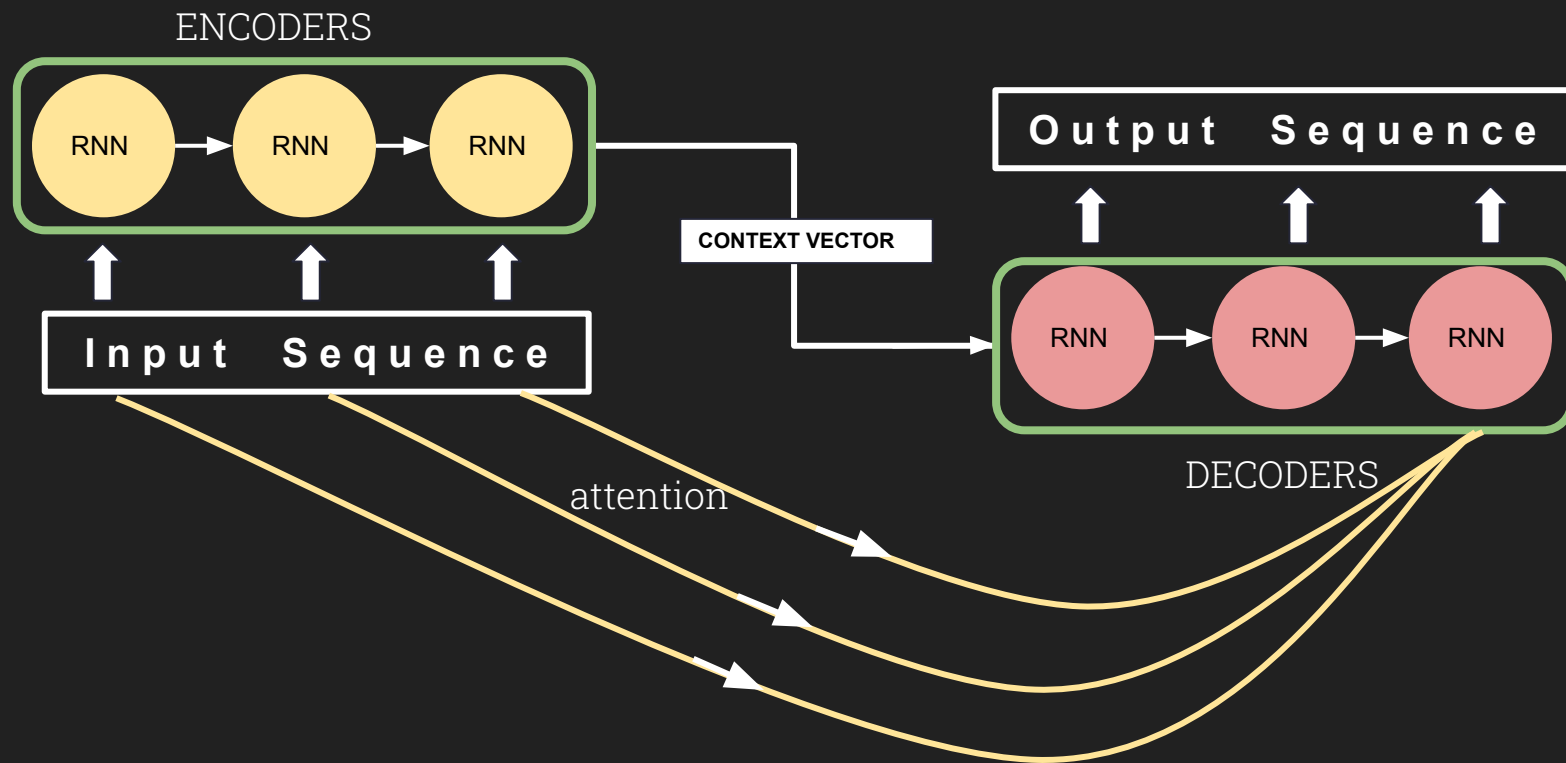 ENCODERS
RNN RNN RNN
Output Sequence
CONTEXT VECTOR
Input Sequence
RNN RNN RNN
DECODERS
attention